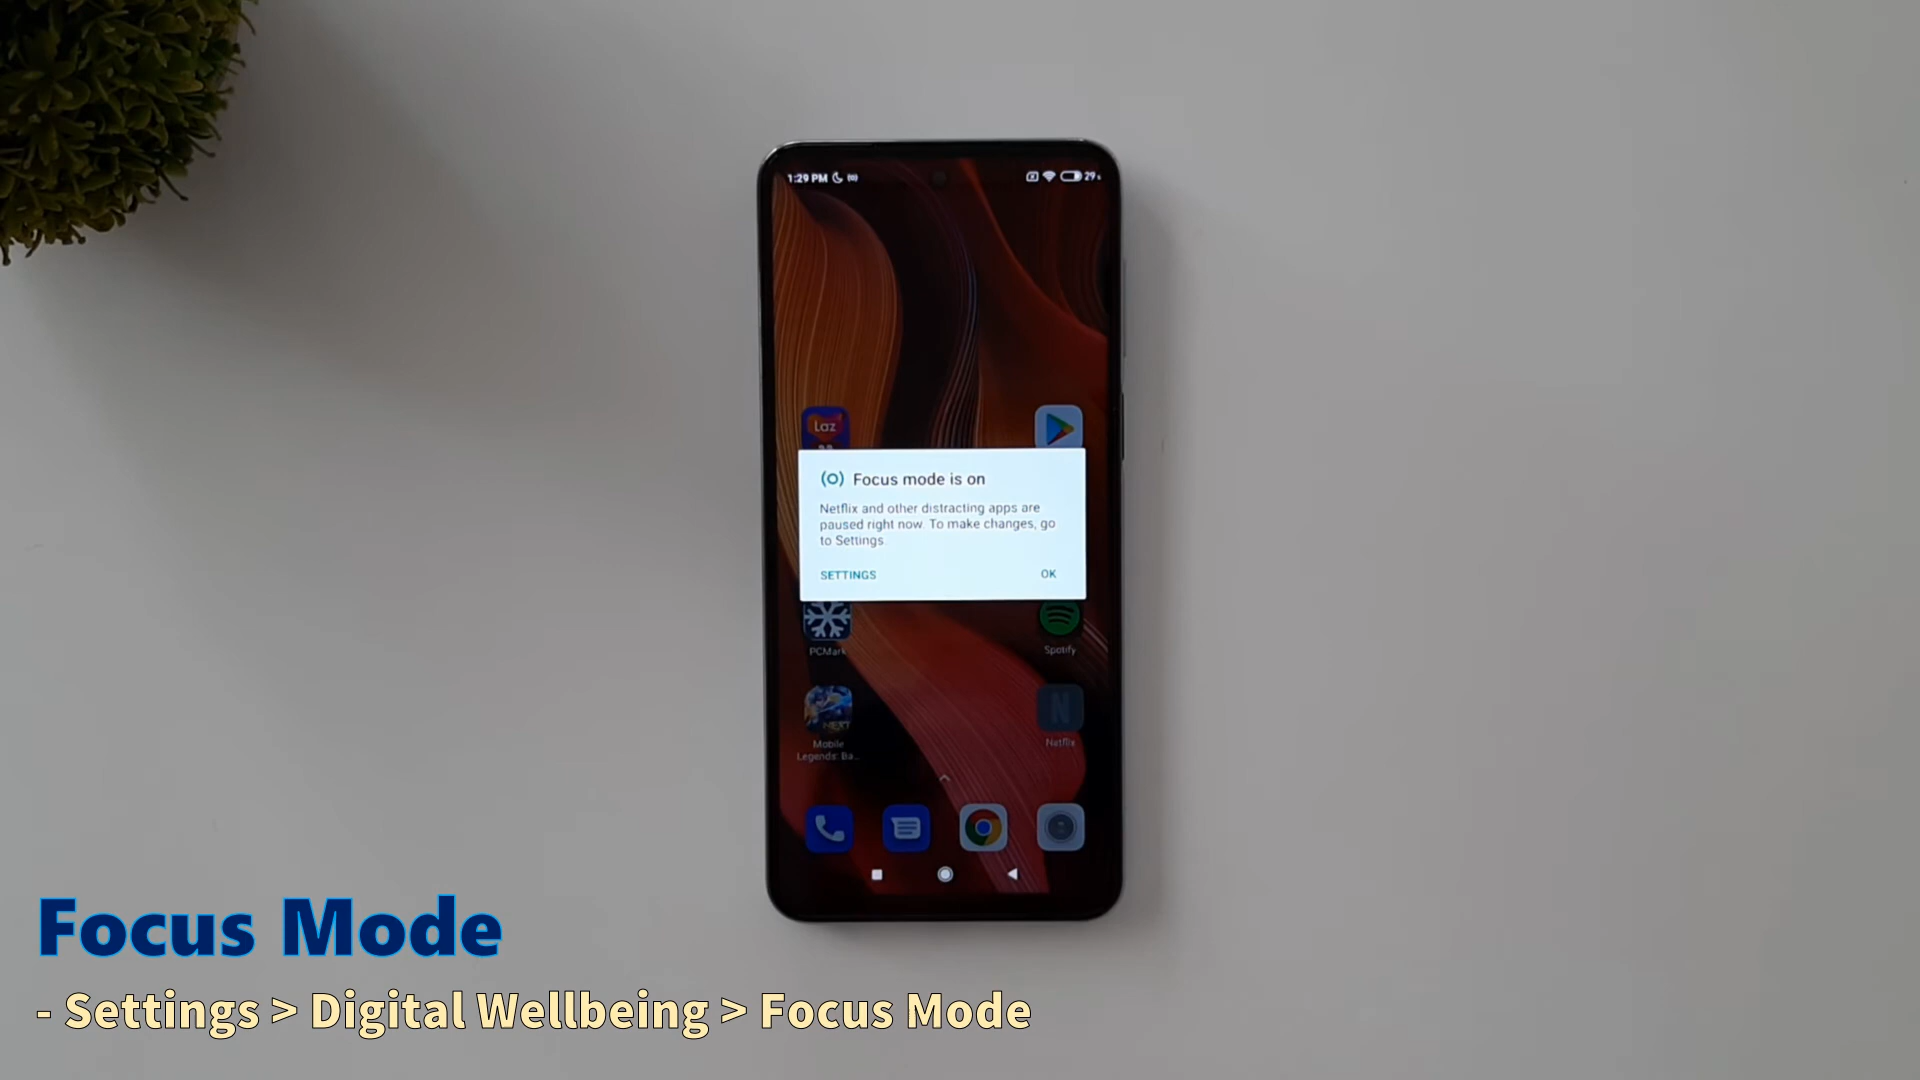 1:29 PM
29
Laz
Focus mode is on
Netflix and other distracting apps are
paused right now. To make changes, go
to Settings.
SETTINGS
OK
PCMark
Spotify
NEXT
N
Mobile
Legends: Ba...
Netflix
Focus Mode
- Settings > Digital Wellbeing > Focus Mode